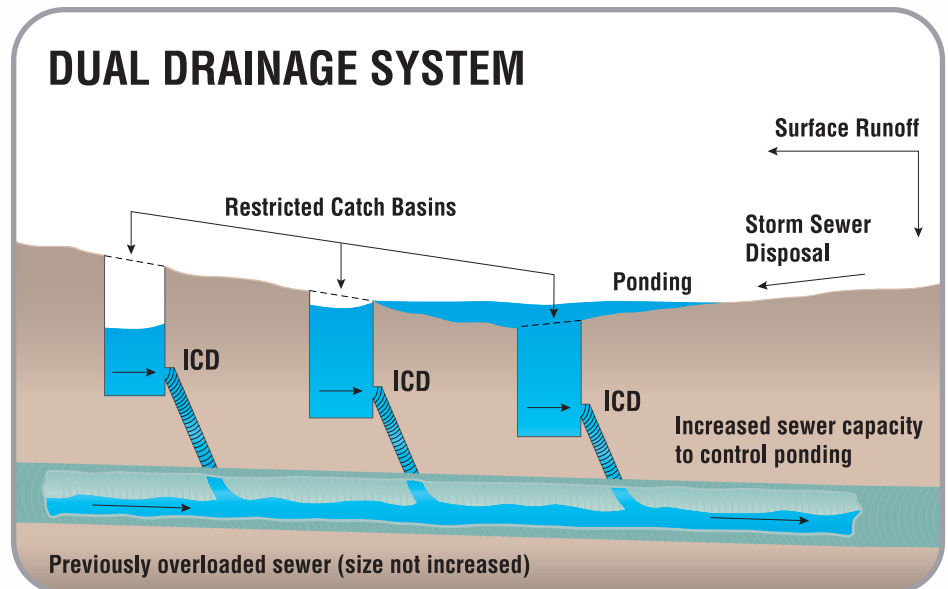 DUAL DRAINAGE SYSTEM
Surface Runoff
Restricted Catch Basins
Storm Sewer
Disposal
Ponding
ICD
ICD
ICD
Increased sewer capacity
to control ponding
Previously overloaded sewer (size not increased)